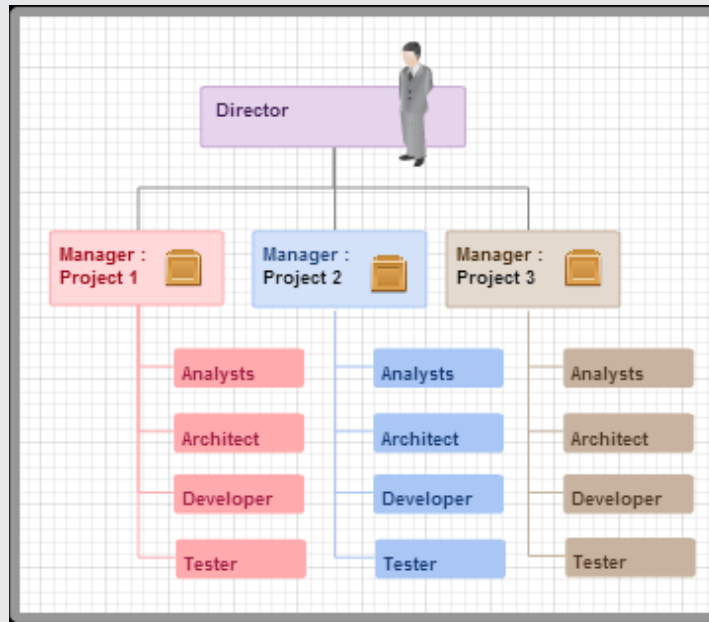 Director
Manager :
Project 1
Manager :
Project 2
Manager :
Project 3
Analysts
Architect
Developer
Tester
Analysts
Architect
Developer
Tester
Analysts
Architect
Developer
Tester